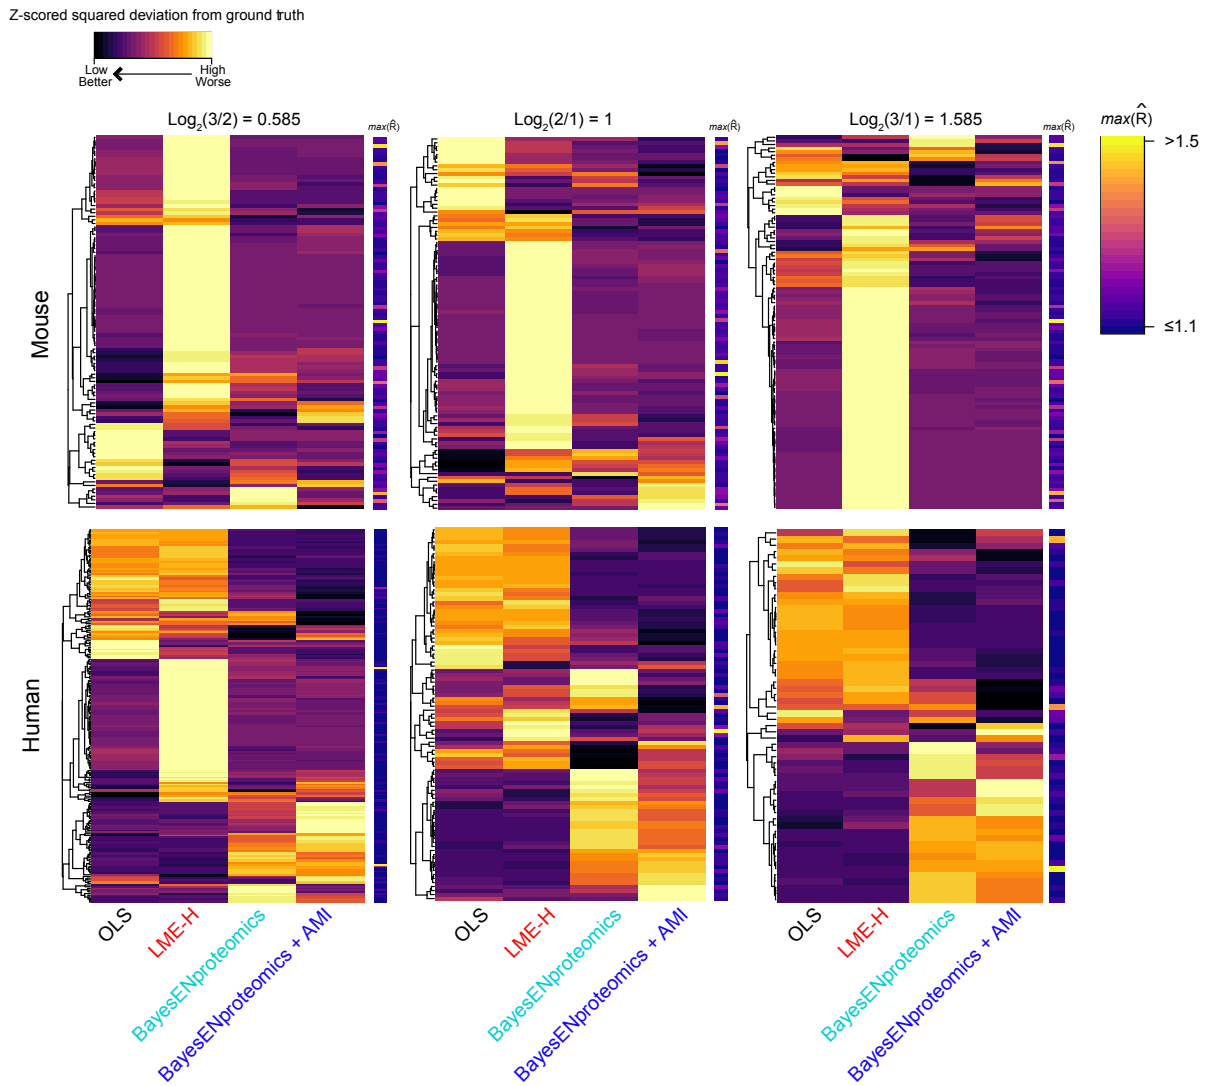 Z-scored squared deviation from ground truth
Low High
Better Worse
Log2(3/2) = 0.585 max(R̂) Log2(2/1) = 1 max(R̂) Log2(3/1) = 1.585 max(R̂) max(R̂)
>1.5
≤1.1
Mouse
Human
OLS LME-H BayesENproteomics BayesENproteomics + AMI
OLS LME-H BayesENproteomics BayesENproteomics + AMI
OLS LME-H BayesENproteomics BayesENproteomics + AMI